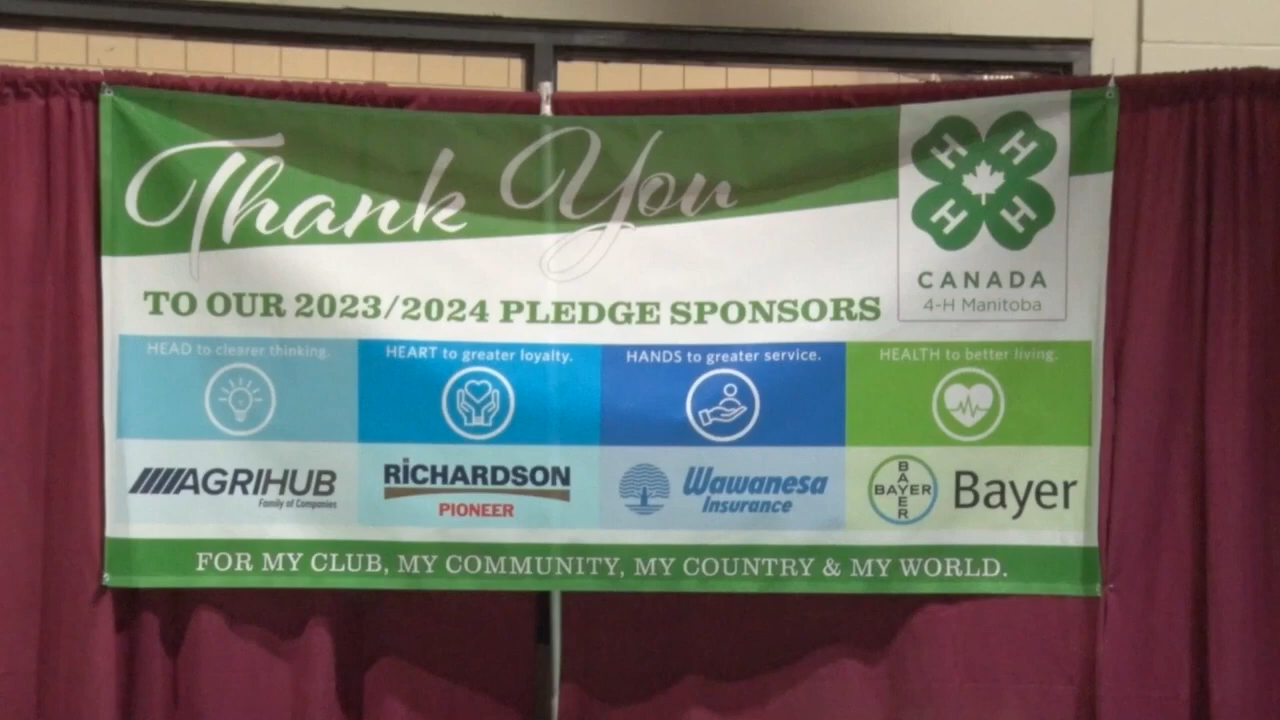 Thank You
H H
H H
CANADA
4-H Manitoba
TO OUR 2023/2024 PLEDGE SPONSORS
HEAD to clearer thinking.
HEART to greater loyalty.
HANDS to greater service.
HEALTH to better living.
AGRIHUB
Family of Companies
RiCHARDSON
PIONEER
Wawanesa
Insurance
BAYER
BAYER
Bayer
FOR MY CLUB, MY COMMUNITY, MY COUNTRY & MY WORLD.